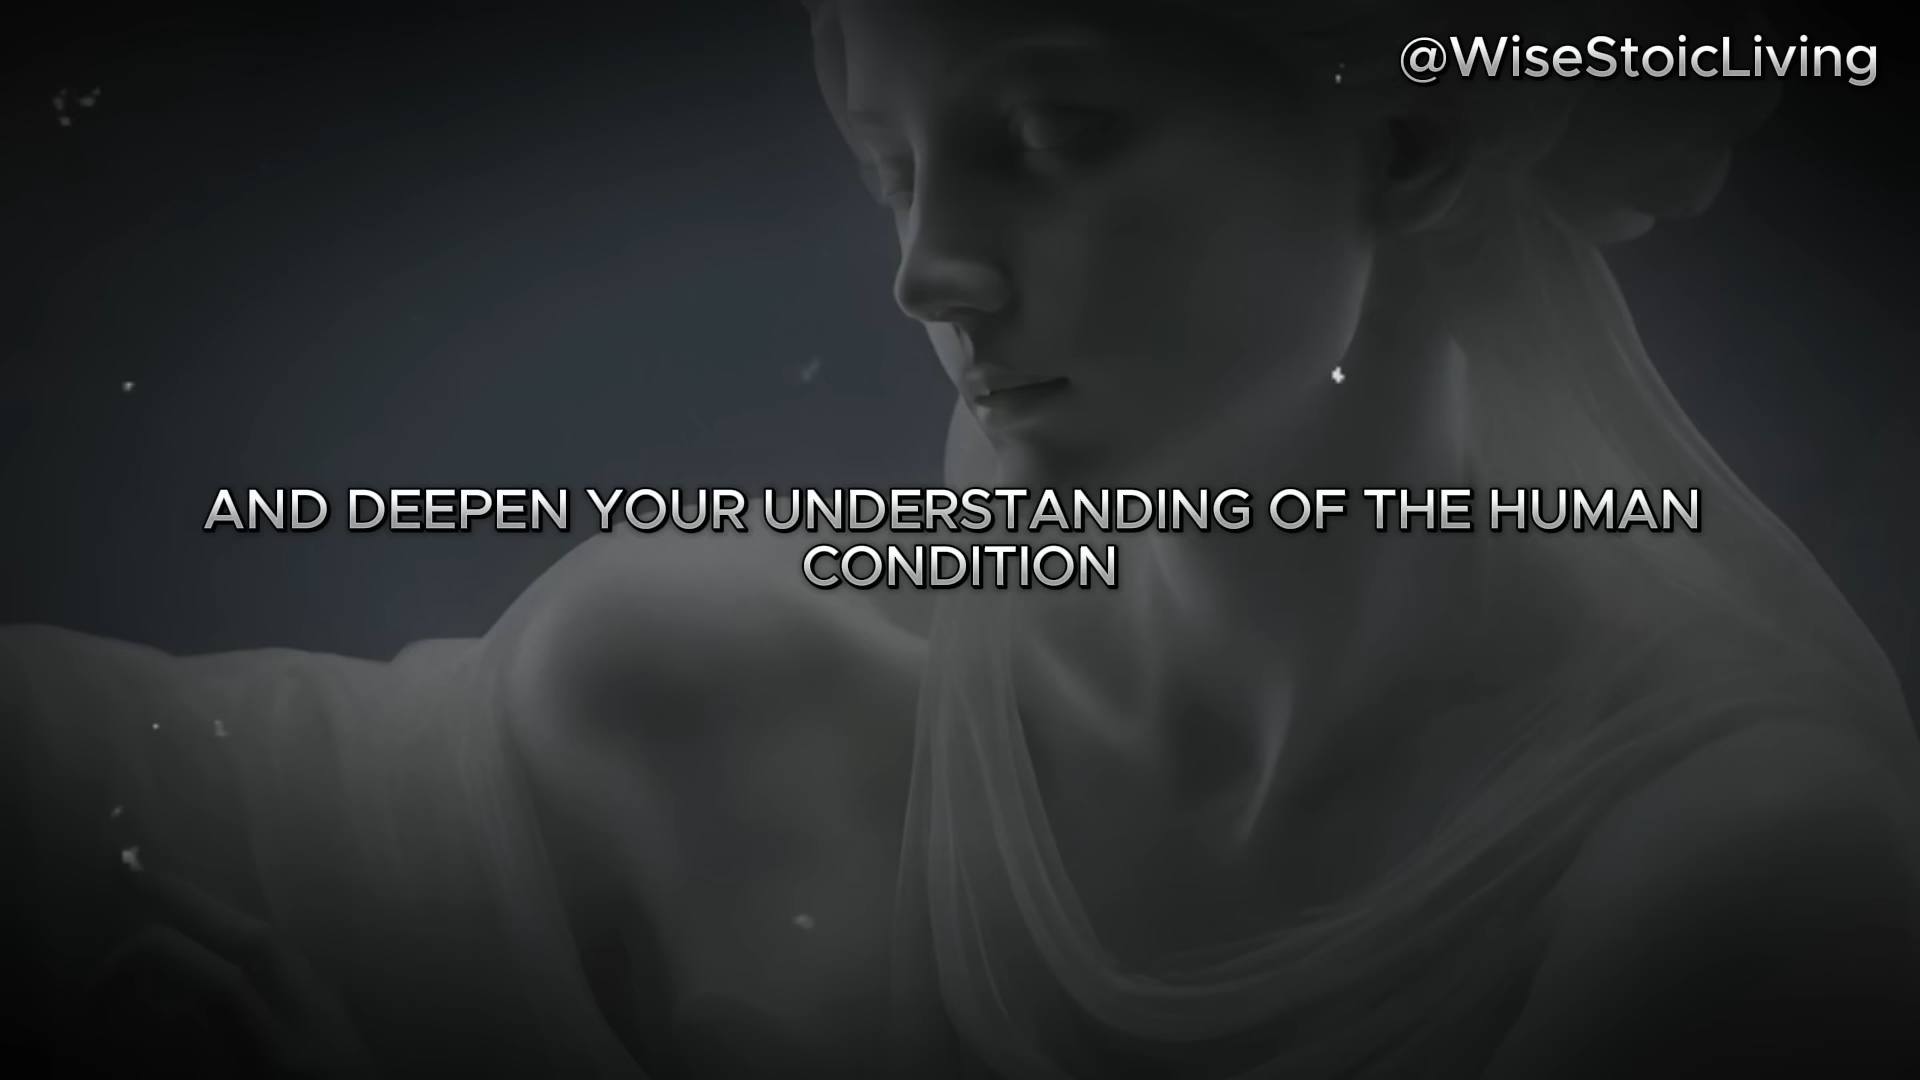 @WiseStoicLiving
AND DEEPEN YOUR UNDERSTANDING OF THE HUMAN
CONDITION